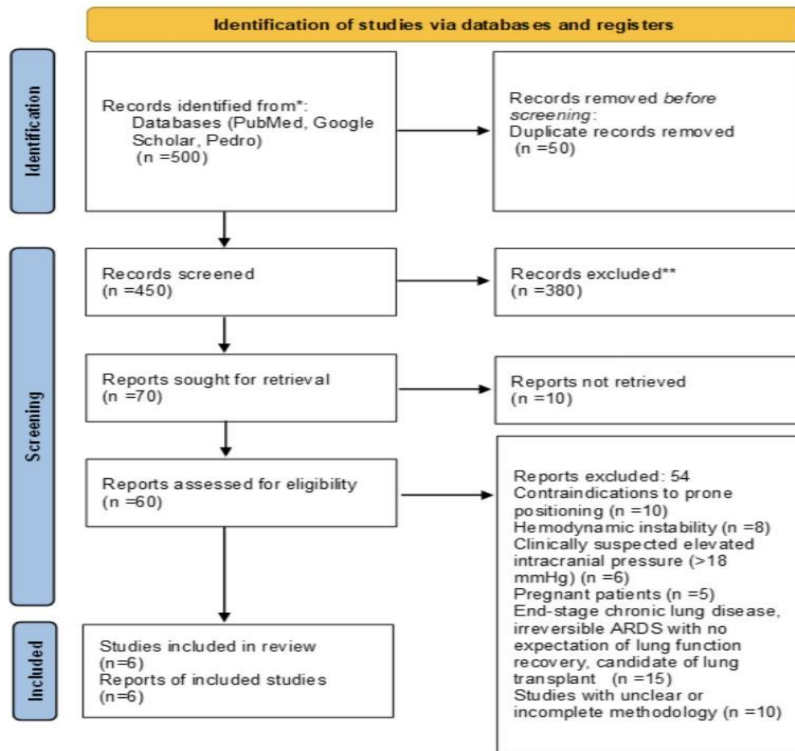 Identification of studies via databases and registers
Identification
Records identified from*:
Databases (PubMed, Google
Scholar, Pedro)
(n =500)
Records removed before
screening:
Duplicate records removed
(n =50)
Screening
Records screened
(n =450)
Records excluded**
(n =380)
Reports sought for retrieval
(n =70)
Reports not retrieved
(n =10)
Reports assessed for eligibility
(n =60)
Reports excluded: 54
Contraindications to prone
positioning (n =10)
Hemodynamic instability (n =8)
Clinically suspected elevated
intracranial pressure (>18
mmHg) (n =6)
Pregnant patients (n =5)
End-stage chronic lung disease,
irreversible ARDS with no
expectation of lung function
recovery, candidate of lung
transplant (n =15)
Studies with unclear or
incomplete methodology (n =10)
Included
Studies included in review
(n=6)
Reports of included studies
(n=6)